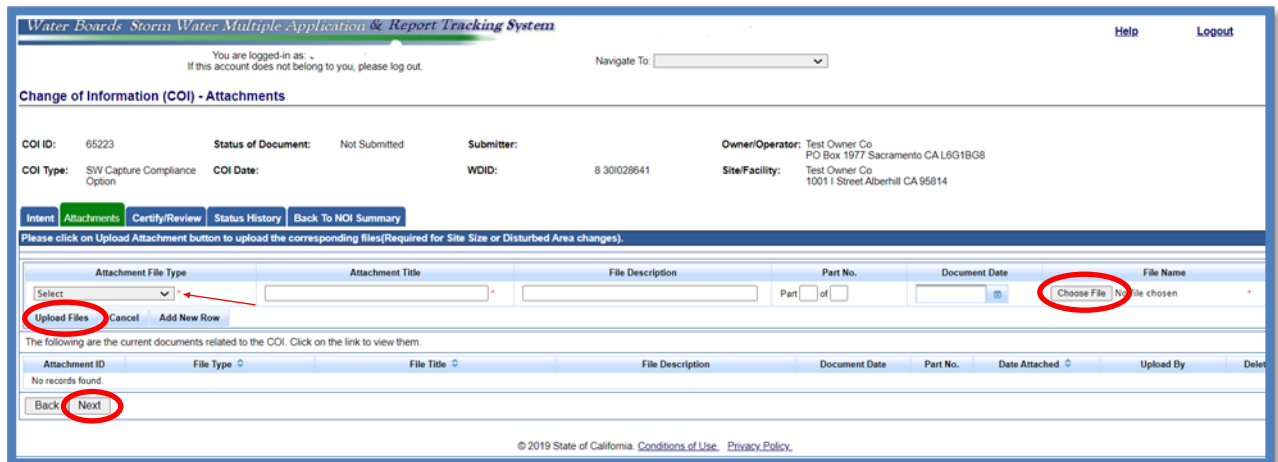 Water Boards Storm Water Multiple Application & Report Tracking System
Help Logout
You are logged-in as:
If this account does not belong to you, please log out.
Navigate To:
Change of Information (COI) - Attachments
COI ID: 65223 Status of Document: Not Submitted Submitter: Owner/Operator: Test Owner Co
PO Box 1977 Sacramento CA L6G1BG8
COI Type: SW Capture Compliance COI Date: WDID: 8 30I028641 Site/Facility: Test Owner Co
Option 1001 I Street Alberhill CA 95814
Intent Attachments Certify/Review Status History Back To NOI Summary
Please click on Upload Attachment button to upload the corresponding files(Required for Site Size or Disturbed Area changes).
Attachment File Type Attachment Title File Description Part No. Document Date File Name
Select * * Part of Choose File No file chosen *
Upload Files Cancel Add New Row
The following are the current documents related to the COI. Click on the link to view them.
Attachment ID File Type File Title File Description Document Date Part No. Date Attached Upload By Delet
No records found.
Back Next
© 2019 State of California. Conditions of Use Privacy Policy